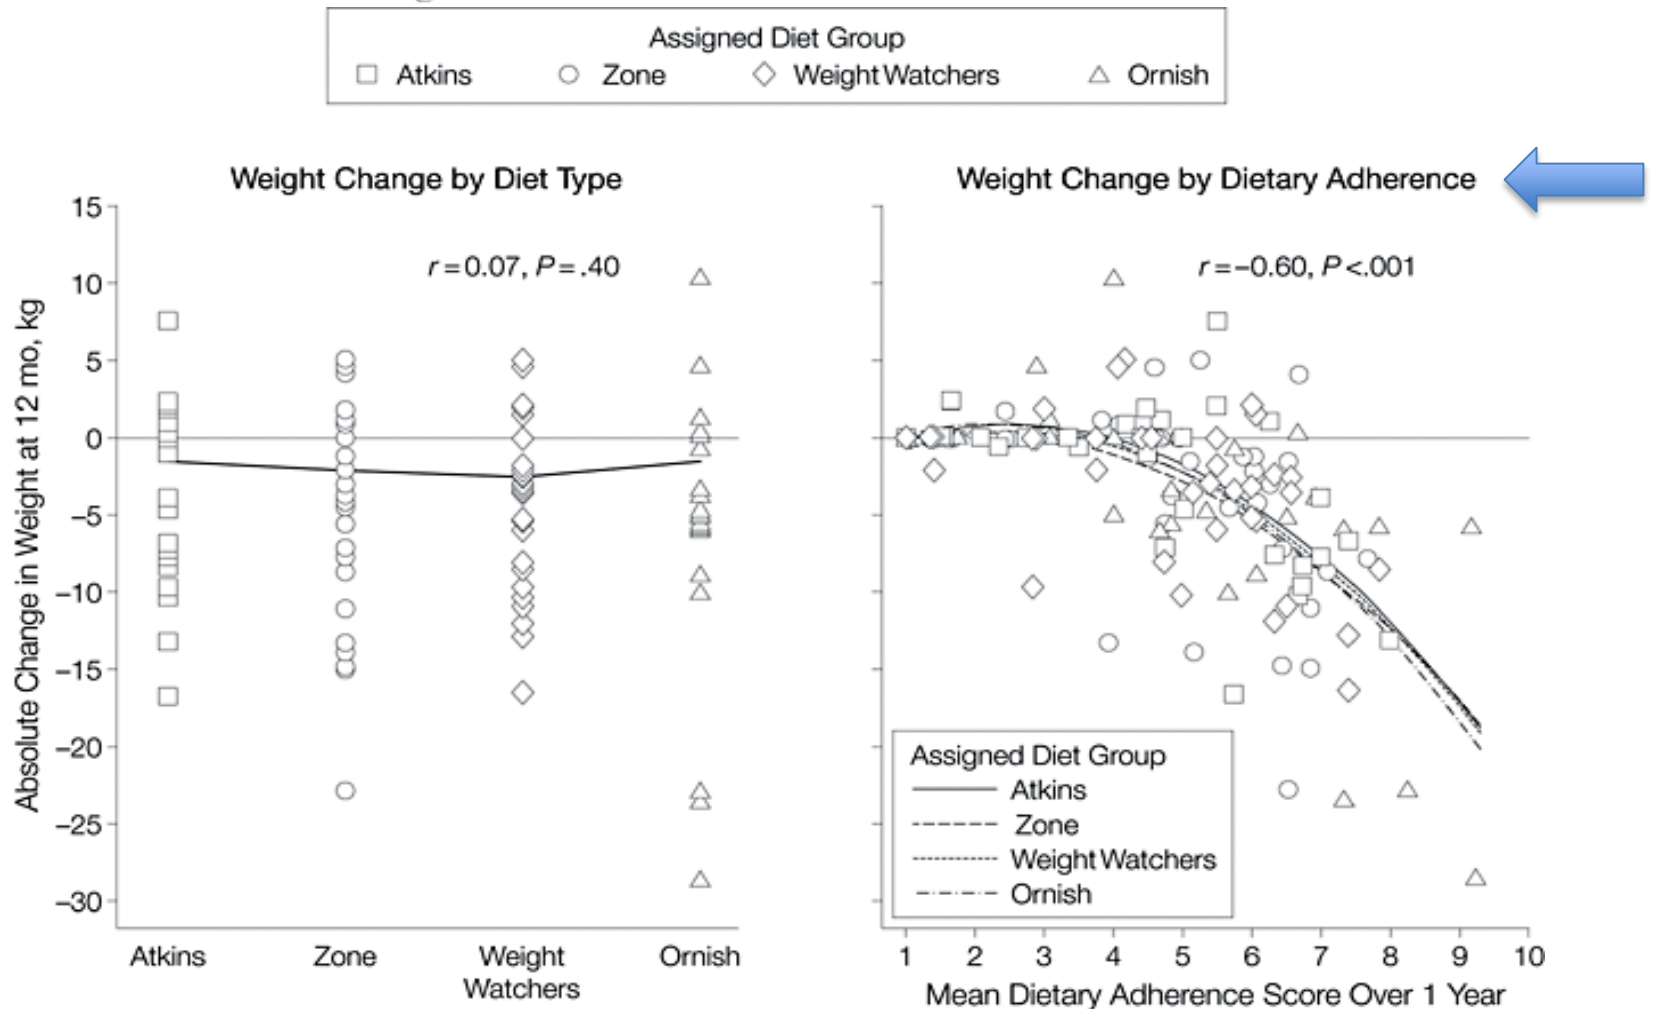 Assigned Diet Group
Atkins Zone Weight Watchers Ornish
Weight Change by Diet Type
r=0.07, P=.40
Absolute Change in Weight at 12 mo, kg
15
10
5
0
−5
−10
−15
−20
−25
−30
Atkins Zone Weight Ornish
Watchers
Weight Change by Dietary Adherence
r=−0.60, P<.001
Assigned Diet Group
Atkins
Zone
Weight Watchers
Ornish
1 2 3 4 5 6 7 8 9 10
Mean Dietary Adherence Score Over 1 Year